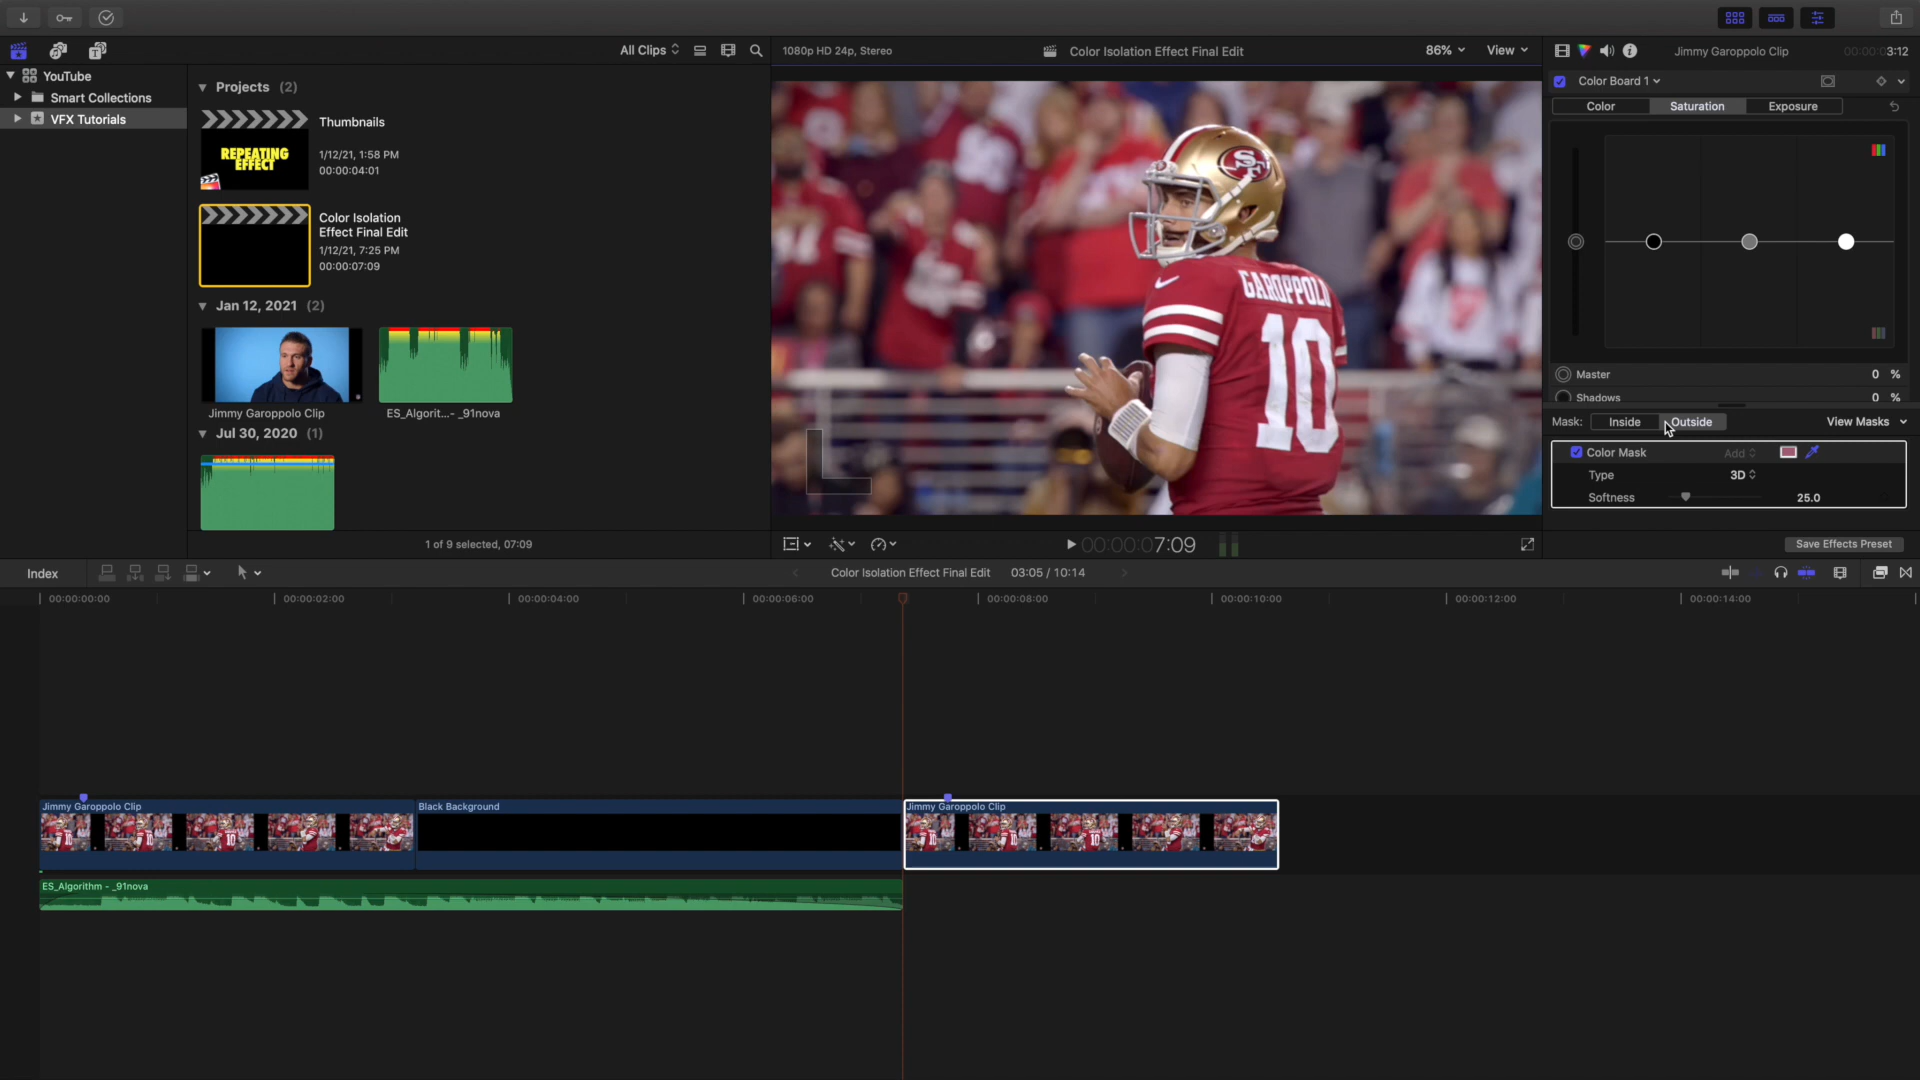 All Clips
1080p HD 24p, Stereo
Color Isolation Effect Final Edit
86%
View
Jimmy Garoppolo Clip
00:00:03:12
YouTube
Smart Collections
VFX Tutorials
Projects (2)
Thumbnails
1/12/21, 1:58 PM
00:00:04:01
REPEATING
EFFECT
Color Isolation
Effect Final Edit
1/12/21, 7:25 PM
00:00:07:09
Jan 12, 2021 (2)
Jimmy Garoppolo Clip
ES_Algorit...- _91nova
Jul 30, 2020 (1)
1 of 9 selected, 07:09
SF
GAROPPOLO
10
00:00:00:07:09
Color Board 1
Color
Saturation
Exposure
Master
0 %
Shadows
0 %
Mask:
Inside
Outside
View Masks
Color Mask
Add
Type
3D
Softness
25.0
Save Effects Preset
Index
Color Isolation Effect Final Edit
03:05 / 10:14
00:00:00:00
00:00:02:00
00:00:04:00
00:00:06:00
00:00:08:00
00:00:10:00
00:00:12:00
00:00:14:00
Jimmy Garoppolo Clip
Black Background
Jimmy Garoppolo Clip
ES_Algorithm - _91nova